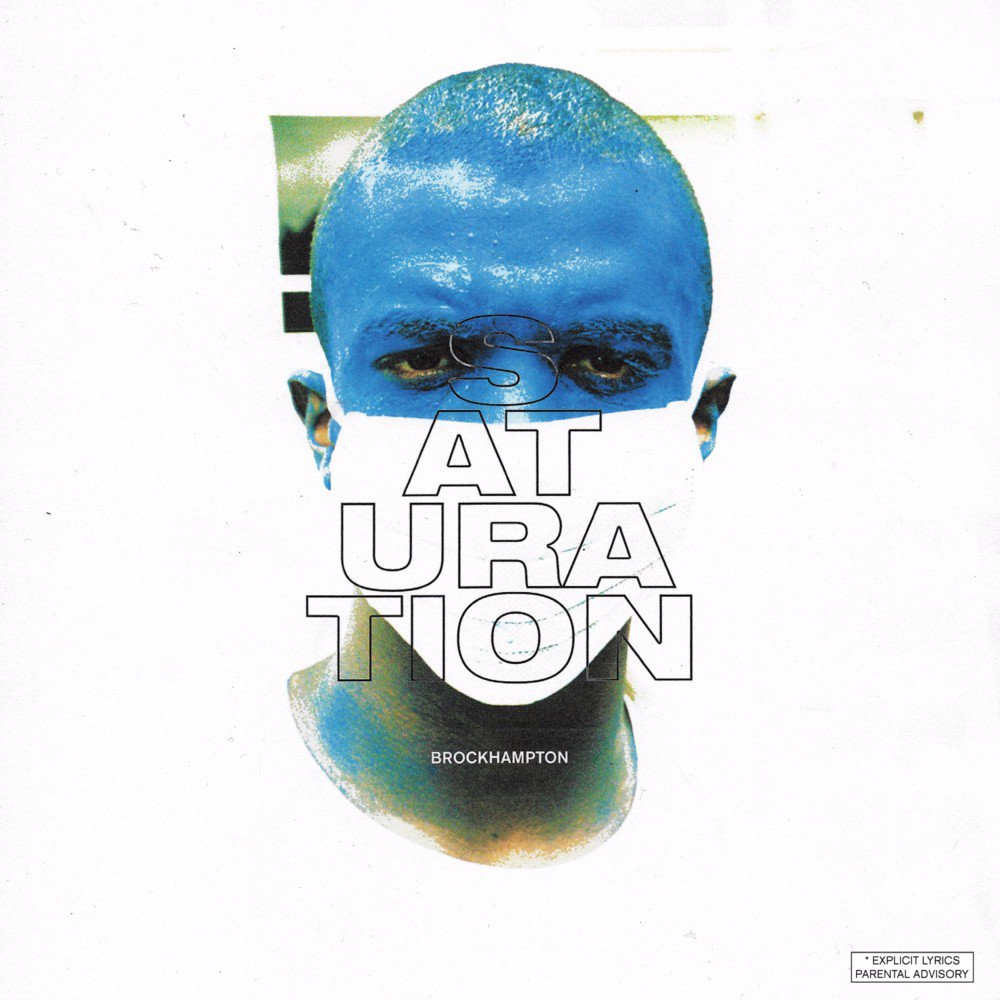 S
AT
URA
TION
BROCKHAMPTON
* EXPLICIT LYRICS
PARENTAL ADVISORY